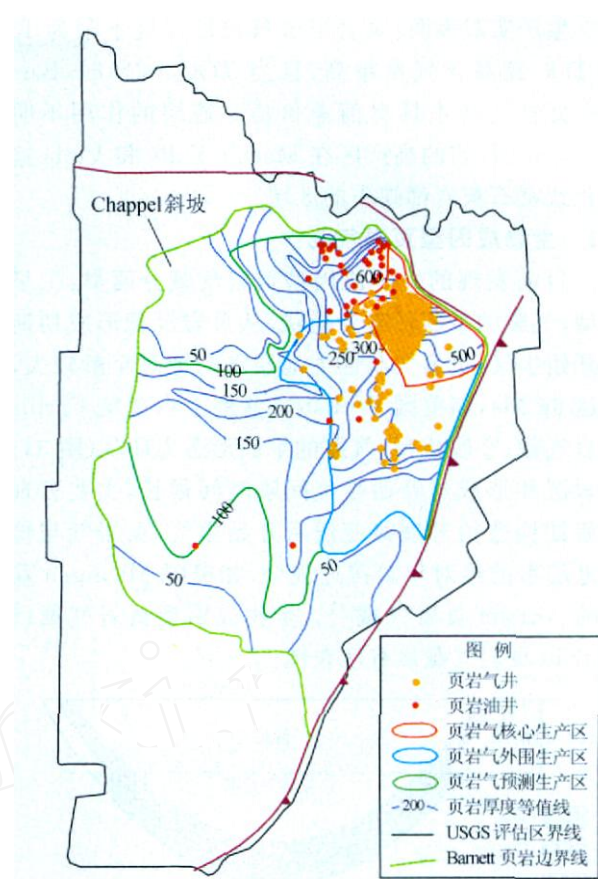 Chappel斜坡
600
50
300
250
500
100
150
200
150
100
50
50
图 例
页岩气井
页岩油井
页岩气核心生产区
页岩气外围生产区
页岩气预测生产区
200 页岩厚度等值线
USGS 评估区界线
Barnett 页岩边界线